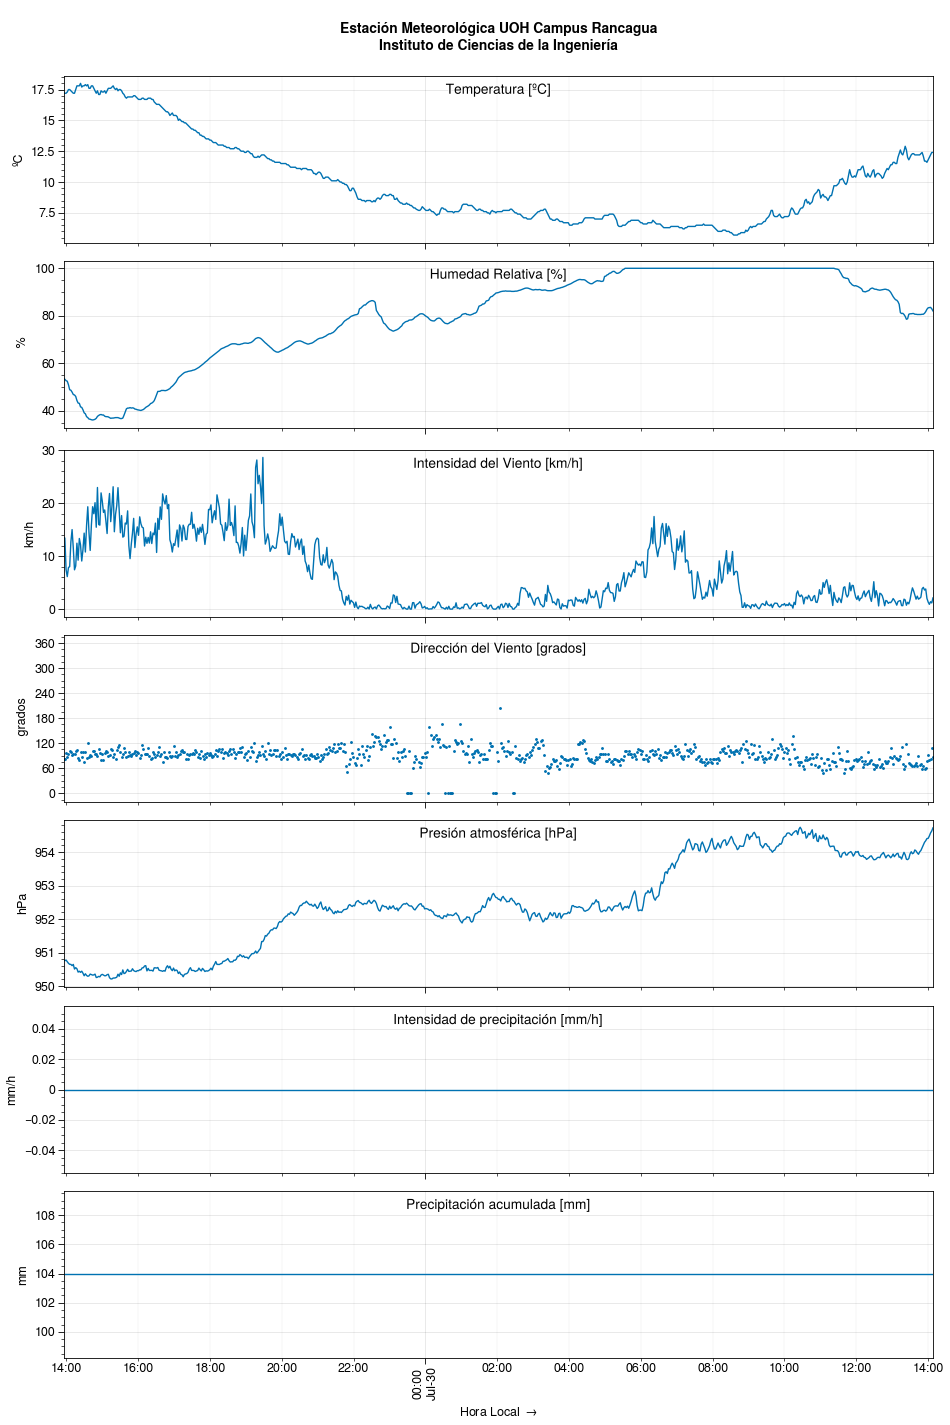 Estación Meteorológica UOH Campus Rancagua
Instituto de Ciencias de la Ingeniería
Temperatura [ºC]
ºC
17.5
15
12.5
10
7.5
Humedad Relativa [%]
%
100
80
60
40
Intensidad del Viento [km/h]
km/h
30
20
10
0
Dirección del Viento [grados]
grados
360
300
240
180
120
60
0
Presión atmosférica [hPa]
hPa
954
953
952
951
950
Intensidad de precipitación [mm/h]
mm/h
0.04
0.02
0
−0.02
−0.04
Precipitación acumulada [mm]
mm
108
106
104
102
100
14:00 16:00 18:00 20:00 22:00 00:00 02:00 04:00 06:00 08:00 10:00 12:00 14:00
Jul-30
Hora Local →